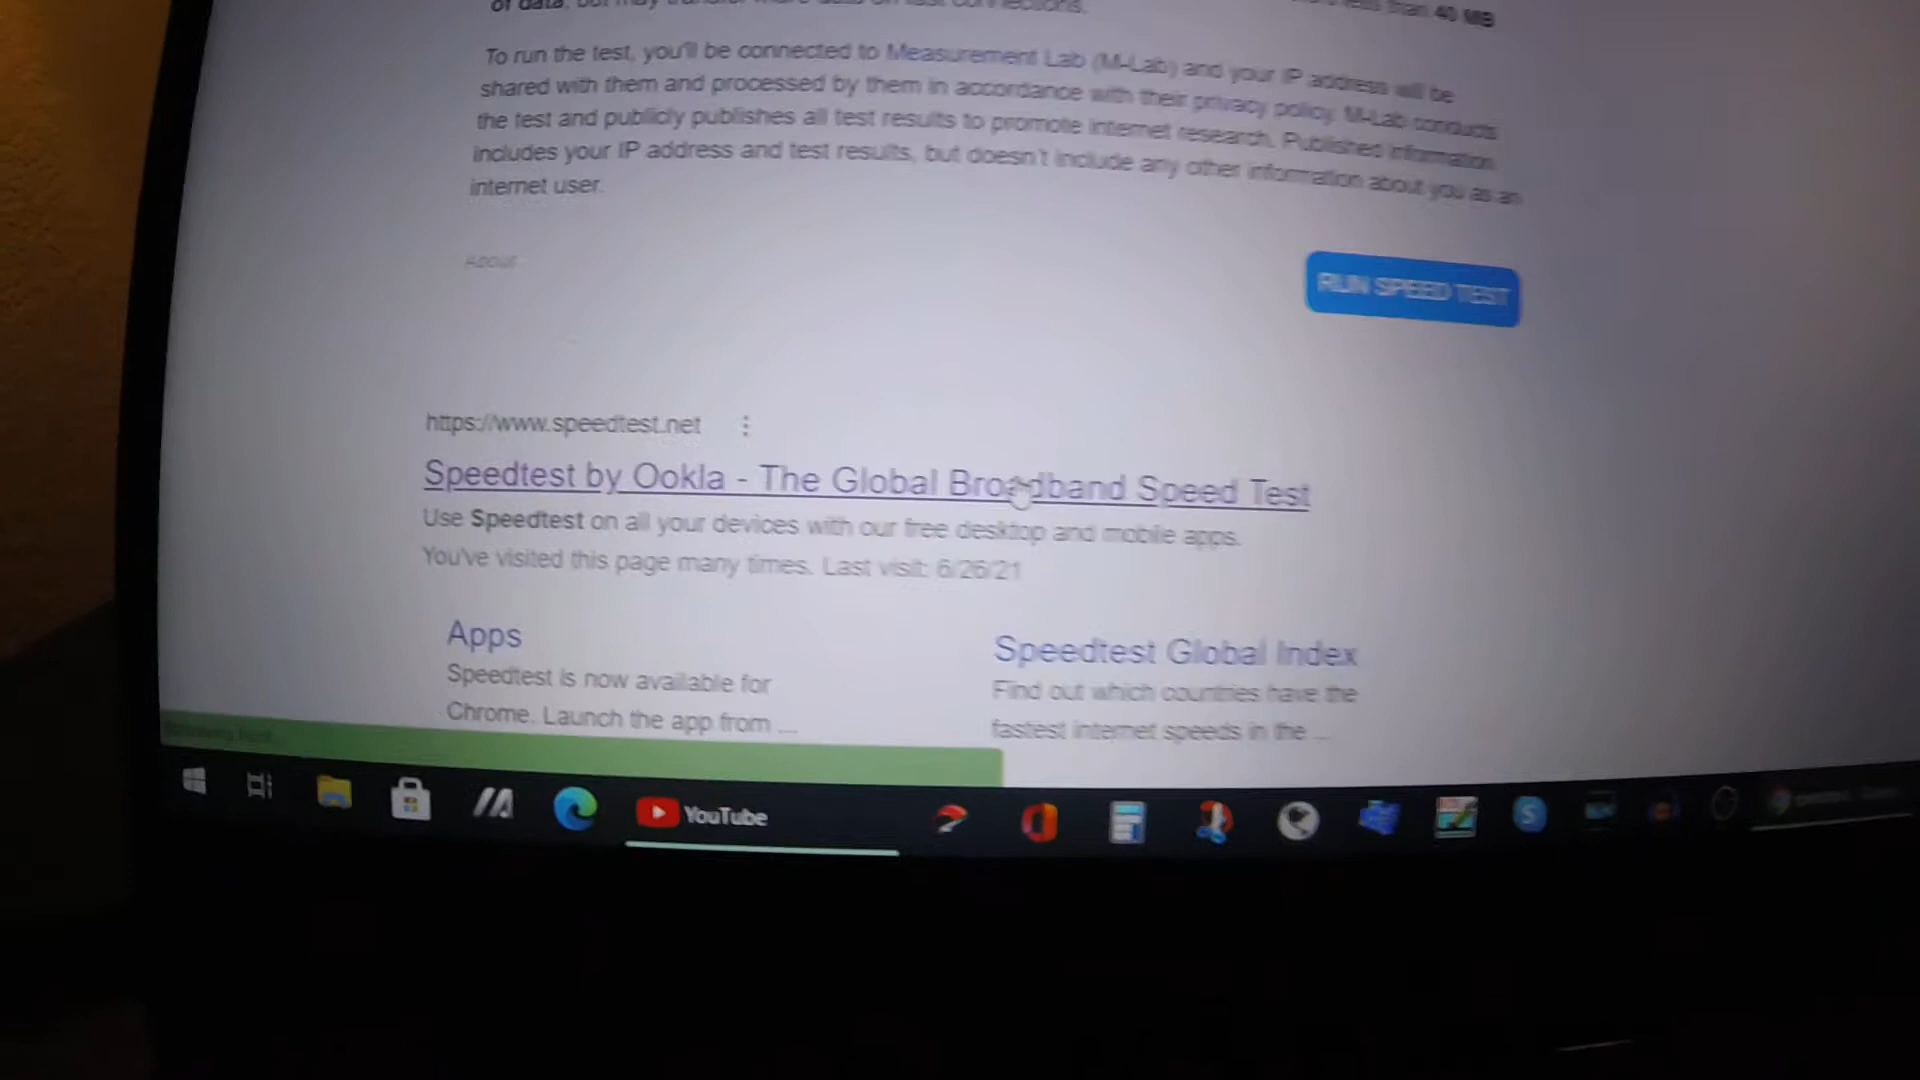 of data, but may transfer more data on fast connections. than 40 MB
To run the test, you'll be connected to Measurement Lab (M-Lab) and your IP address will be
shared with them and processed by them in accordance with their privacy policy. M-Lab conducts
the test and publicly publishes all test results to promote internet research. Published information
includes your IP address and test results, but doesn't include any other information about you as an
internet user.
About
RUN SPEED TEST
https://www.speedtest.net
Speedtest by Ookla - The Global Broadband Speed Test
Use Speedtest on all your devices with our free desktop and mobile apps.
You've visited this page many times. Last visit: 6/26/21
Apps
Speedtest Global Index
Speedtest is now available for
Find out which countries have the
Chrome. Launch the app from ...
fastest internet speeds in the ...
YouTube